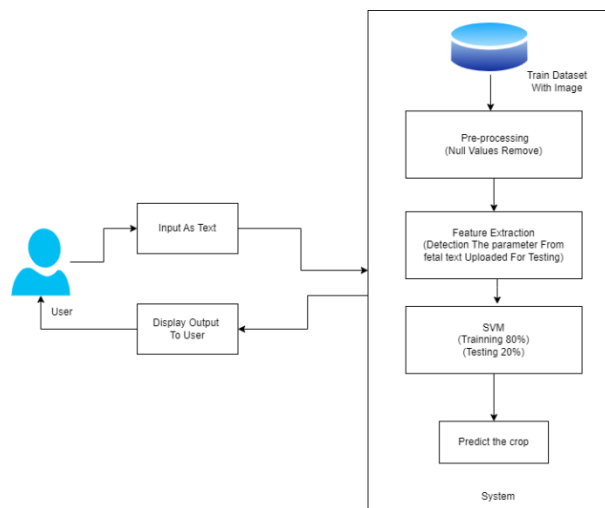 Train Dataset
With Image
Pre-processing
(Null Values Remove)
Input As Text
Feature Extraction
(Detection The parameter From
fetal text Uploaded For Testing)
User
Display Output
To User
SVM
(Trainning 80%)
(Testing 20%)
Predict the crop
System